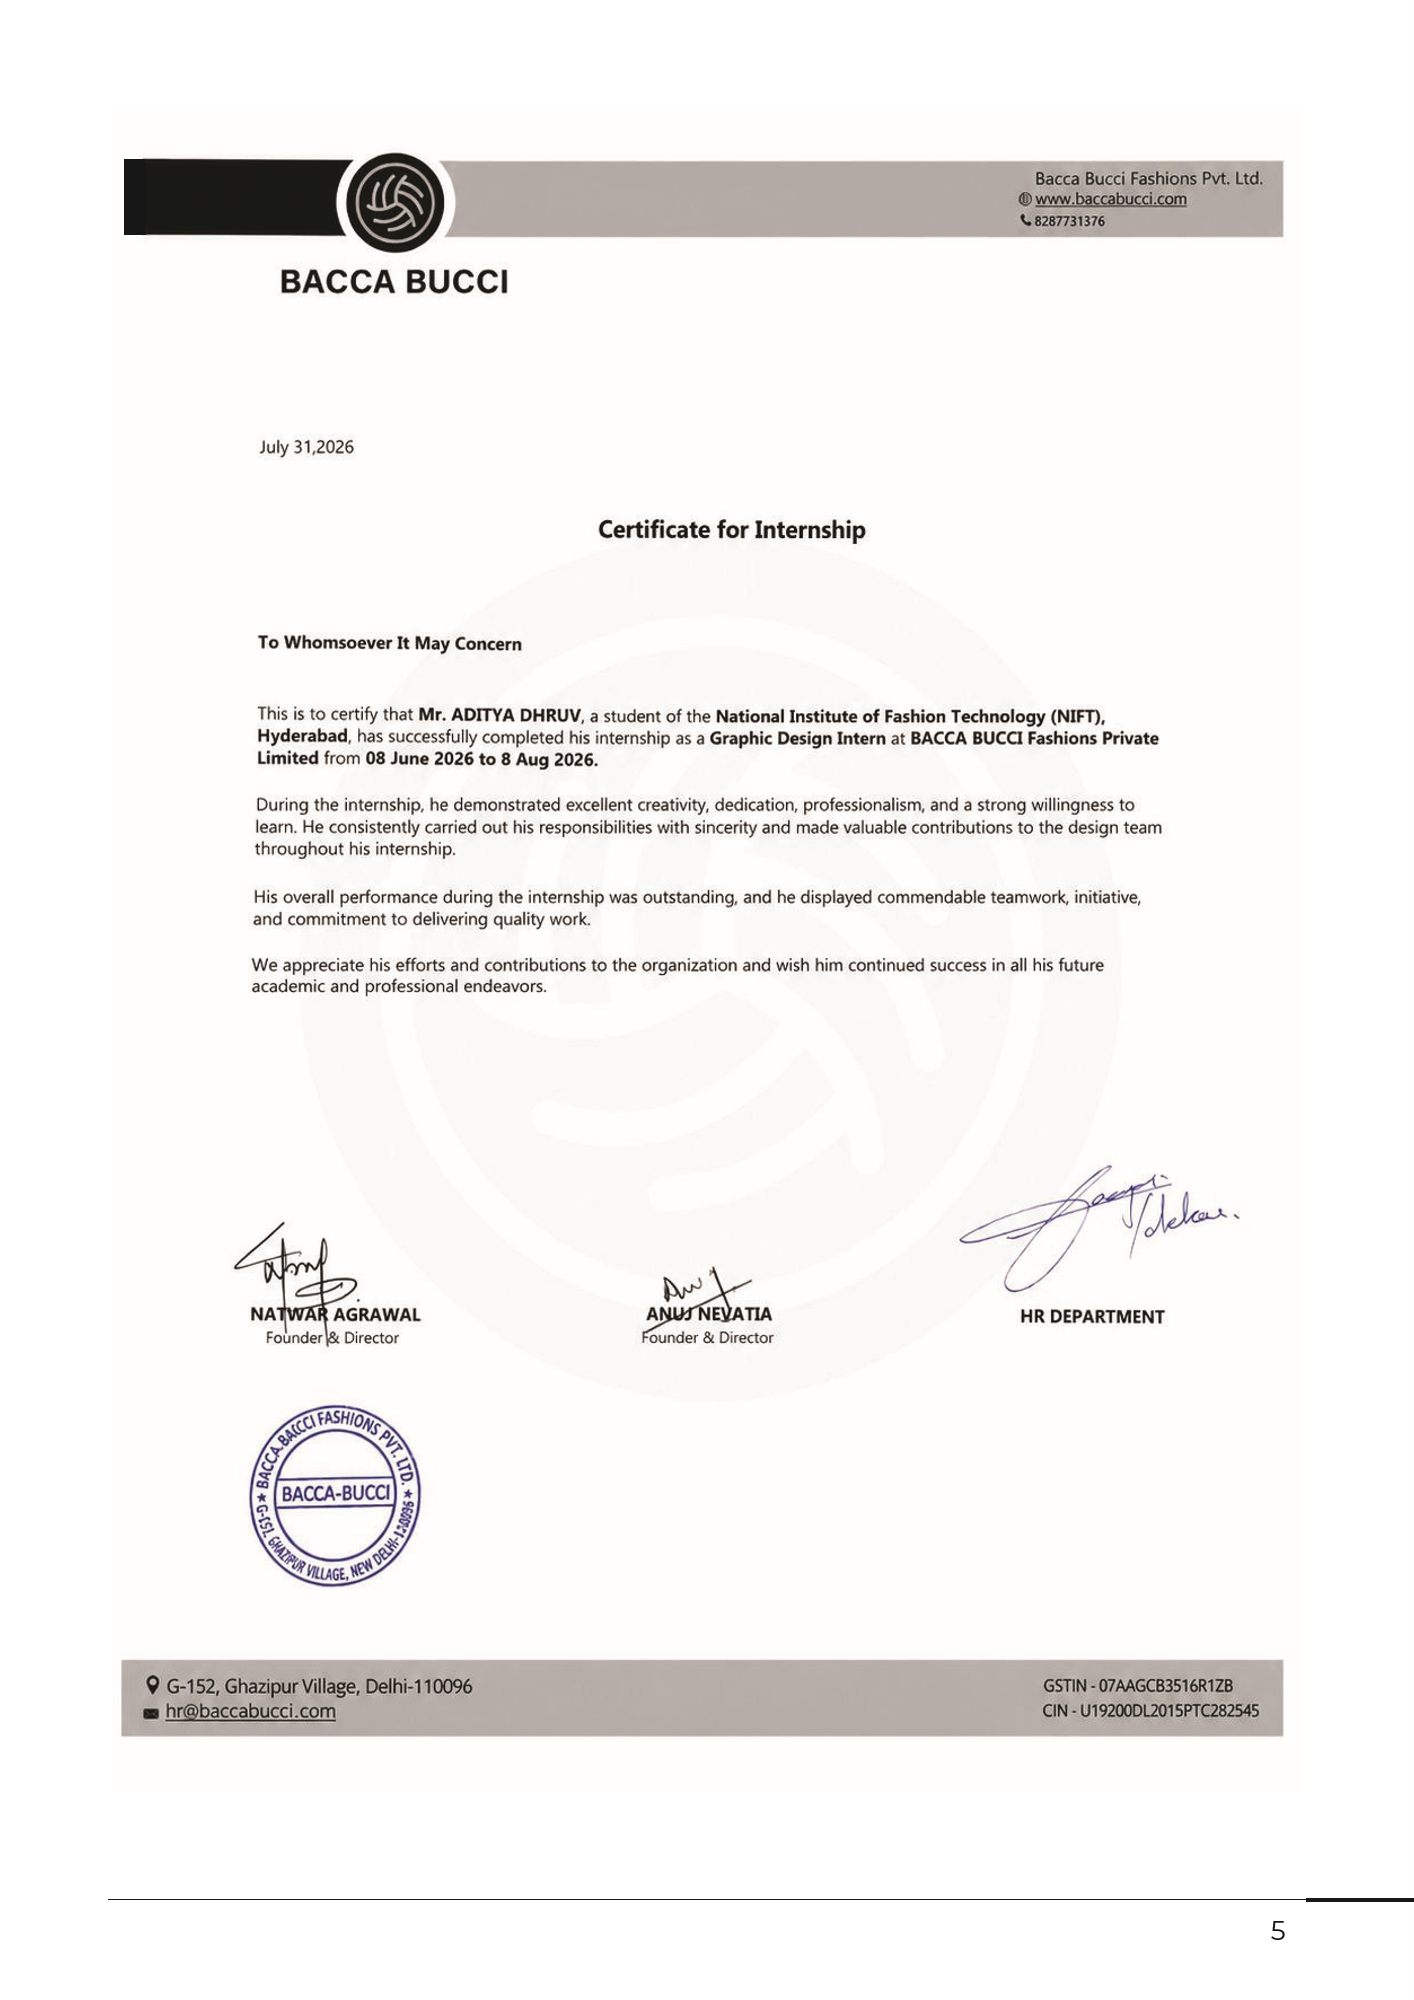 Bacca Bucci Fashions Pvt. Ltd.
www.baccabucci.com
8287731376
BACCA BUCCI
July 31,2026
Certificate for Internship
To Whomsoever It May Concern
This is to certify that Mr. ADITYA DHRUV, a student of the National Institute of Fashion Technology (NIFT),
Hyderabad, has successfully completed his internship as a Graphic Design Intern at BACCA BUCCI Fashions Private
Limited from 08 June 2026 to 8 Aug 2026.
During the internship, he demonstrated excellent creativity, dedication, professionalism, and a strong willingness to
learn. He consistently carried out his responsibilities with sincerity and made valuable contributions to the design team
throughout his internship.
His overall performance during the internship was outstanding, and he displayed commendable teamwork, initiative,
and commitment to delivering quality work.
We appreciate his efforts and contributions to the organization and wish him continued success in all his future
academic and professional endeavors.
NATWAR AGRAWAL
Founder & Director
ANUJ NEVATIA
Founder & Director
HR DEPARTMENT
BACCA BACCCI FASHIONS PVT. LTD.
BACCA-BUCCI
GHAZIPUR VILLAGE, NEW DELHI-
G-152, Ghazipur Village, Delhi-110096
hr@baccabucci.com
GSTIN - 07AAGCB3516R1ZB
CIN - U19200DL2015PTC282545
5